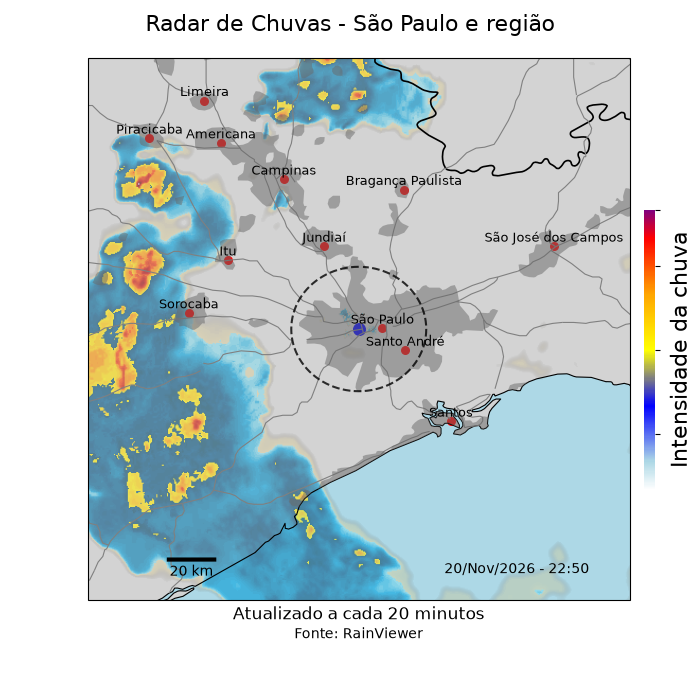 Radar de Chuvas - São Paulo e região
Limeira
Piracicaba
Americana
Campinas
Bragança Paulista
Itu
Jundiaí
São José dos Campos
Sorocaba
São Paulo
Santo André
Santos
Intensidade da chuva
20 km
20/Nov/2026 - 22:50
Atualizado a cada 20 minutos
Fonte: RainViewer